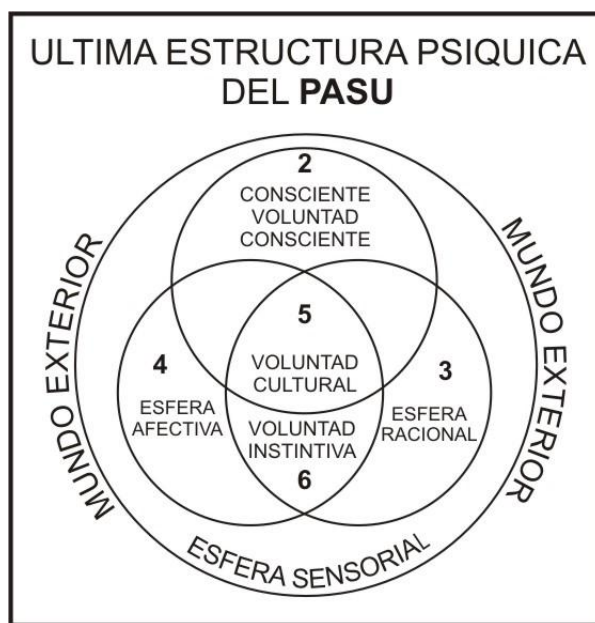 ULTIMA ESTRUCTURA PSIQUICA
DEL PASU
2
CONSCIENTE
VOLUNTAD
CONSCIENTE
MUNDO EXTERIOR
MUNDO EXTERIOR
5
VOLUNTAD
CULTURAL
4
ESFERA
AFECTIVA
3
ESFERA
RACIONAL
VOLUNTAD
INSTINTIVA
6
ESFERA SENSORIAL